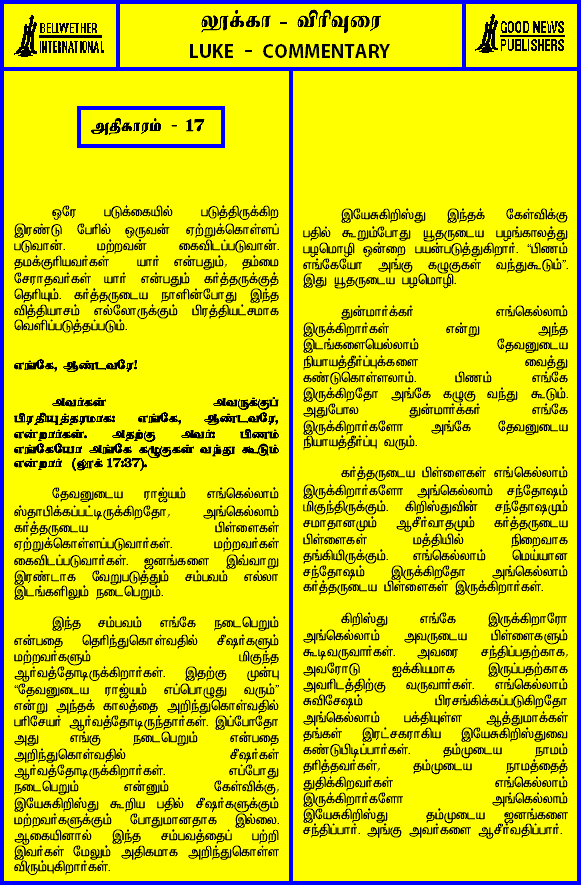 BELWETHER
INTERNATIONAL
லூக்கா - விரிவுரை
LUKE - COMMENTARY
GOOD NEWS
PUBLISHERS
அதிகாரம் - 17
ஒரே படுக்கையில் படுத்திருக்கிற
இரண்டு பேரில் ஒருவன் ஏற்றுக்கொள்ளப்
படுவான். மற்றவன் கைவிடப்படுவான்.
தமக்குரியவர்கள் யார் என்பதும், தம்மை
சேராதவர்கள் யார் என்பதும் கர்த்தருக்குத்
தெரியும். கர்த்தருடைய நாளின்போது இந்த
வித்தியாசம் எல்லோருக்கும் பிரத்தியட்சமாக
வெளிப்படுத்தப்படும்.
எங்கே, ஆண்டவரே!
அவர்கள் அவருக்குப்
பிரதியுத்தரமாக: எங்கே, ஆண்டவரே,
என்றார்கள். அதற்கு அவர்: பிணம்
எங்கேயோ அங்கே கழுகுகள் வந்து கூடும்
என்றார் (லூக் 17:37).
தேவனுடைய ராஜ்யம் எங்கெல்லாம்
ஸ்தாபிக்கப்பட்டிருக்கிறதோ, அங்கெல்லாம்
கர்த்தருடைய பிள்ளைகள்
ஏற்றுக்கொள்ளப்படுவார்கள். மற்றவர்கள்
கைவிடப்படுவார்கள். ஜனங்களை இவ்வாறு
இரண்டாக வேறுபடுத்தும் சம்பவம் எல்லா
இடங்களிலும் நடைபெறும்.
இந்த சம்பவம் எங்கே நடைபெறும்
என்பதை தெரிந்துகொள்வதில் சீஷர்களும்
மற்றவர்களும் மிகுந்த
ஆர்வத்தோடிருக்கிறார்கள். இதற்கு முன்பு
“தேவனுடைய ராஜ்யம் எப்பொழுது வரும்”
என்று அந்தக் காலத்தை அறிந்துகொள்வதில்
பரிசேயர் ஆர்வத்தோடிருந்தார்கள். இப்போதோ
அது எங்கு நடைபெறும் என்பதை
அறிந்துகொள்வதில் சீஷர்கள்
ஆர்வத்தோடிருக்கிறார்கள். எப்போது
நடைபெறும் என்னும் கேள்விக்கு,
இயேசுகிறிஸ்து கூறிய பதில் சீஷர்களுக்கும்
மற்றவர்களுக்கும் போதுமானதாக இல்லை.
ஆகையினால் இந்த சம்பவத்தைப் பற்றி
இவர்கள் மேலும் அதிகமாக அறிந்துகொள்ள
விரும்புகிறார்கள்.
இயேசுகிறிஸ்து இந்தக் கேள்விக்கு
பதில் கூறும்போது யூதருடைய பழங்காலத்து
பழமொழி ஒன்றை பயன்படுத்துகிறார். “பிணம்
எங்கேயோ அங்கு கழுகுகள் வந்துகூடும்”.
இது யூதருடைய பழமொழி.
துன்மார்க்கர் எங்கெல்லாம்
இருக்கிறார்கள் என்று அந்த
இடங்களையெல்லாம் தேவனுடைய
நியாயத்தீர்ப்புக்களை வைத்து
கண்டுகொள்ளலாம். பிணம் எங்கே
இருக்கிறதோ அங்கே கழுகு வந்து கூடும்.
அதுபோல துன்மார்க்கர் எங்கே
இருக்கிறார்களோ அங்கே தேவனுடைய
நியாயத்தீர்ப்பு வரும்.
கர்த்தருடைய பிள்ளைகள் எங்கெல்லாம்
இருக்கிறார்களோ அங்கெல்லாம் சந்தோஷம்
மிகுந்திருக்கும். கிறிஸ்துவின் சந்தோஷமும்
சமாதானமும் ஆசீர்வாதமும் கர்த்தருடைய
பிள்ளைகள் மத்தியில் நிறைவாக
தங்கியிருக்கும். எங்கெல்லாம் மெய்யான
சந்தோஷம் இருக்கிறதோ அங்கெல்லாம்
கர்த்தருடைய பிள்ளைகள் இருக்கிறார்கள்.
கிறிஸ்து எங்கே இருக்கிறாரோ
அங்கெல்லாம் அவருடைய பிள்ளைகளும்
கூடிவருவார்கள். அவரை சந்திப்பதற்காக,
அவரோடு ஐக்கியமாக இருப்பதற்காக
அவரிடத்திற்கு வருவார்கள். எங்கெல்லாம்
சுவிசேஷம் பிரசங்கிக்கப்படுகிறதோ
அங்கெல்லாம் பக்தியுள்ள ஆத்துமாக்கள்
தங்கள் இரட்சகராகிய இயேசுகிறிஸ்துவை
கண்டுபிடிப்பார்கள். தம்முடைய நாமம்
தரித்தவர்கள், தம்முடைய நாமத்தைத்
துதிக்கிறவர்கள் எங்கெல்லாம்
இருக்கிறார்களோ அங்கெல்லாம்
இயேசுகிறிஸ்து தம்முடைய ஜனங்களை
சந்திப்பார். அங்கு அவர்களை ஆசீர்வதிப்பார்.